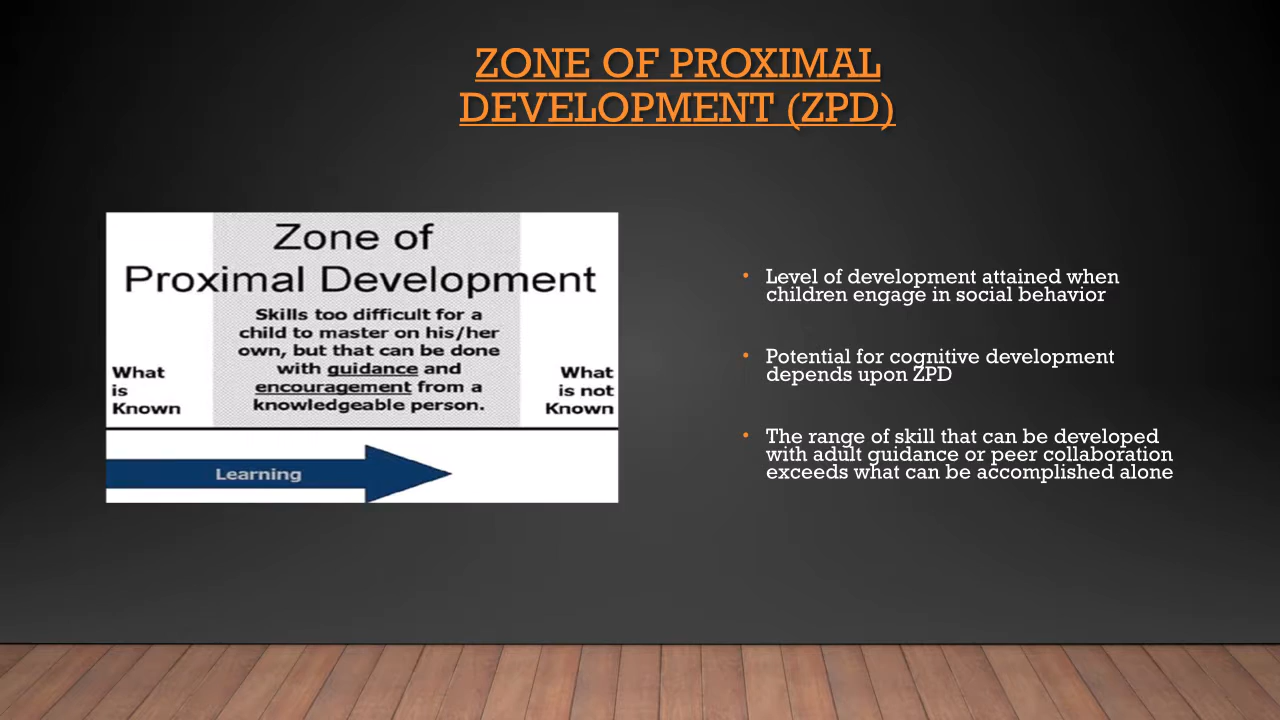 ZONE OF PROXIMAL
DEVELOPMENT (ZPD)
Zone of
Proximal Development
Skills too difficult for a
child to master on his/her
own, but that can be done
with guidance and
encouragement from a
knowledgeable person.
What
is
Known
What
is not
Known
Learning
• Level of development attained when
children engage in social behavior
• Potential for cognitive development
depends upon ZPD
• The range of skill that can be developed
with adult guidance or peer collaboration
exceeds what can be accomplished alone